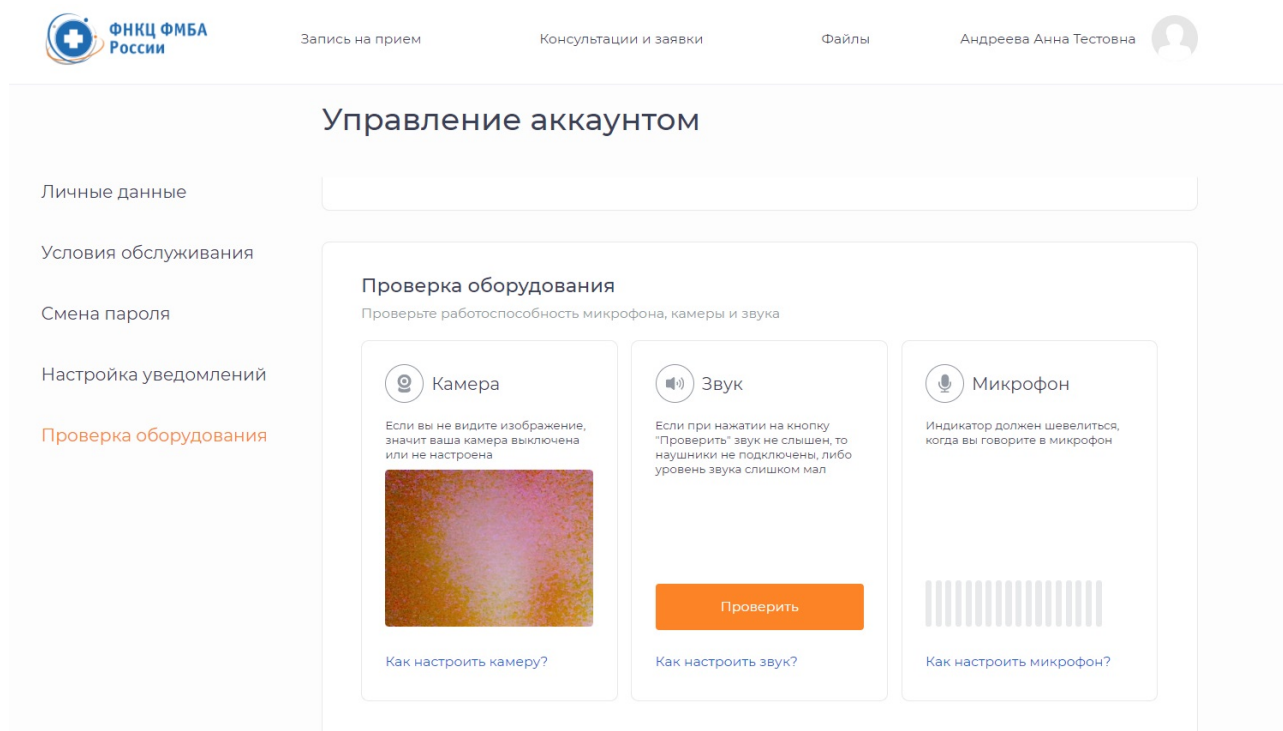 ФНКЦ ФМБА
России
Запись на прием
Консультации и заявки
Файлы
Андреева Анна Тестовна
Управление аккаунтом
Личные данные
Условия обслуживания
Смена пароля
Настройка уведомлений
Проверка оборудования
Проверка оборудования
Проверьте работоспособность микрофона, камеры и звука
Камера
Если вы не видите изображение,
значит ваша камера выключена
или не настроена
Как настроить камеру?
Звук
Если при нажатии на кнопку
"Проверить" звук не слышен, то
наушники не подключены, либо
уровень звука слишком мал
Проверить
Как настроить звук?
Микрофон
Индикатор должен шевелиться,
когда вы говорите в микрофон
Как настроить микрофон?